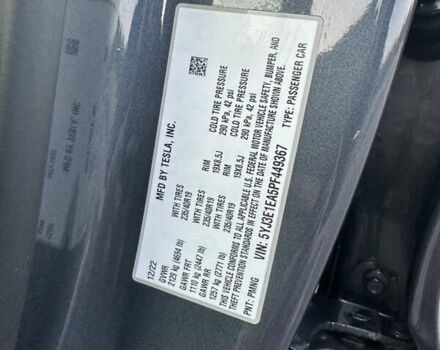 MFD BY TESLA, INC.
12/22
GVWR
2129 kg (4694 lb)
WITH TIRES
235/40R19
RIM
19X8.5J
COLD TIRE PRESSURE
290 kPa, 42 psi
GAWR FRT
1110 kg (2447 lb)
WITH TIRES
235/40R19
RIM
19X8.5J
COLD TIRE PRESSURE
290 kPa, 42 psi
GAWR RR
1257 kg (2771 lb)
THIS VEHICLE CONFORMS TO ALL APPLICABLE U.S. FEDERAL MOTOR VEHICLE SAFETY, BUMPER, AND
THEFT PREVENTION STANDARDS IN EFFECT ON THE DATE OF MANUFACTURE SHOWN ABOVE.
VIN: 5YJ3E1EA5PF449367
TYPE: PASSENGER CAR
PNT: PMNG